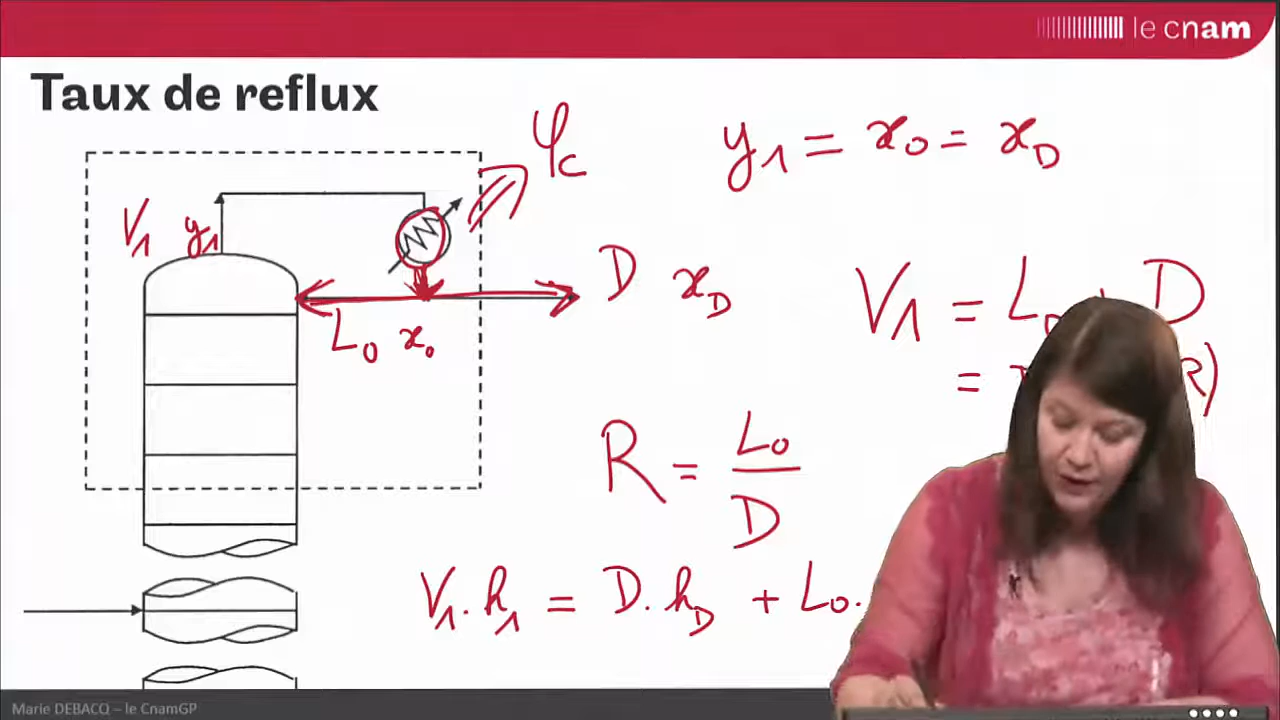 le cnam
Taux de reflux
φc
y1 = x0 = xD
V1 y1
D xD
V1 = L0 + D
L0 x0
= R)
R = L0 / D
V1.h1 = D.hD + L0.
Marie DEBACQ – le CnamGP